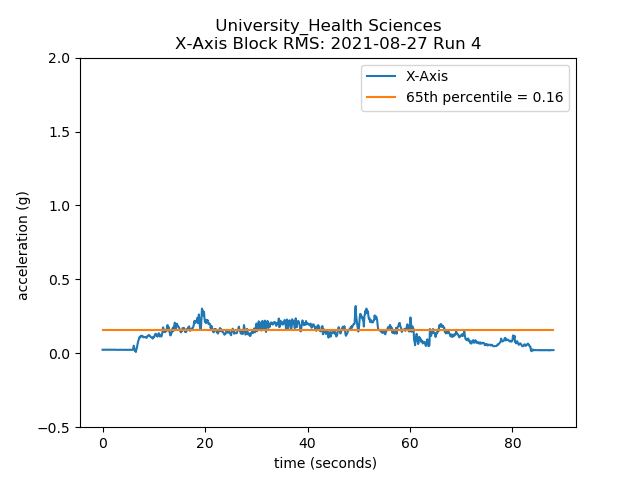 University_Health Sciences
X-Axis Block RMS: 2021-08-27 Run 4
2.0
1.5
1.0
0.5
0.0
−0.5
acceleration (g)
X-Axis
65th percentile = 0.16
0
20
40
60
80
time (seconds)